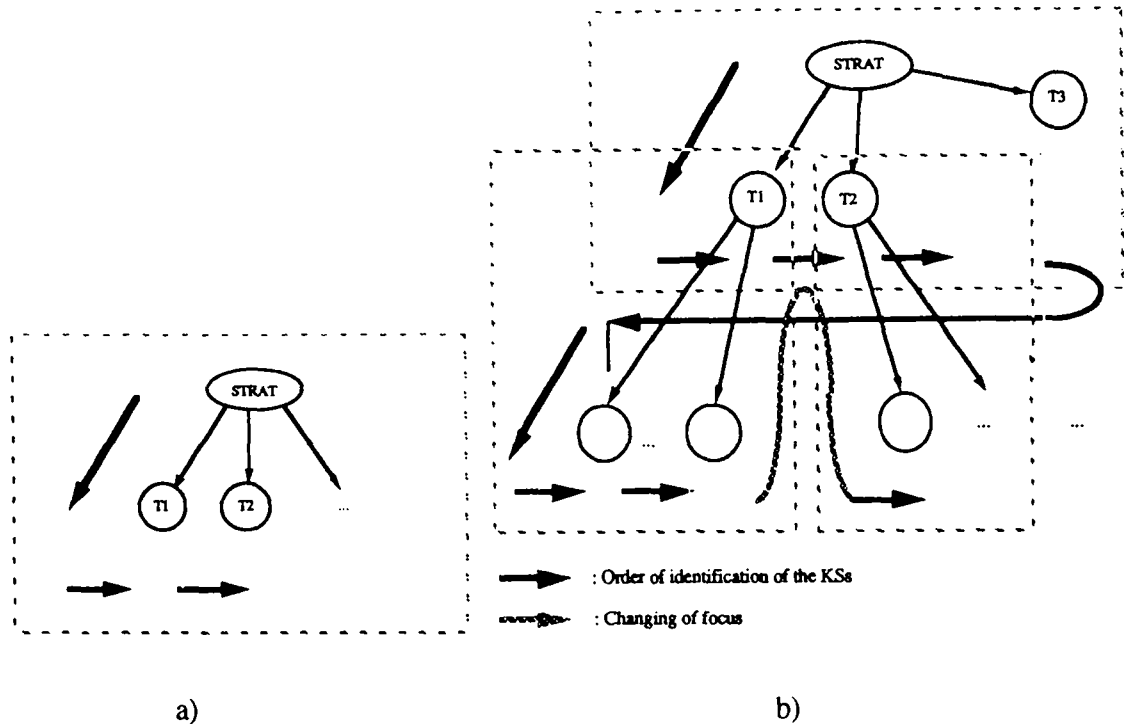 STRAT
T1
T2
...
a)
STRAT
T3
T1
T2
...
...
...
: Order of identification of the KSs
: Changing of focus
b)